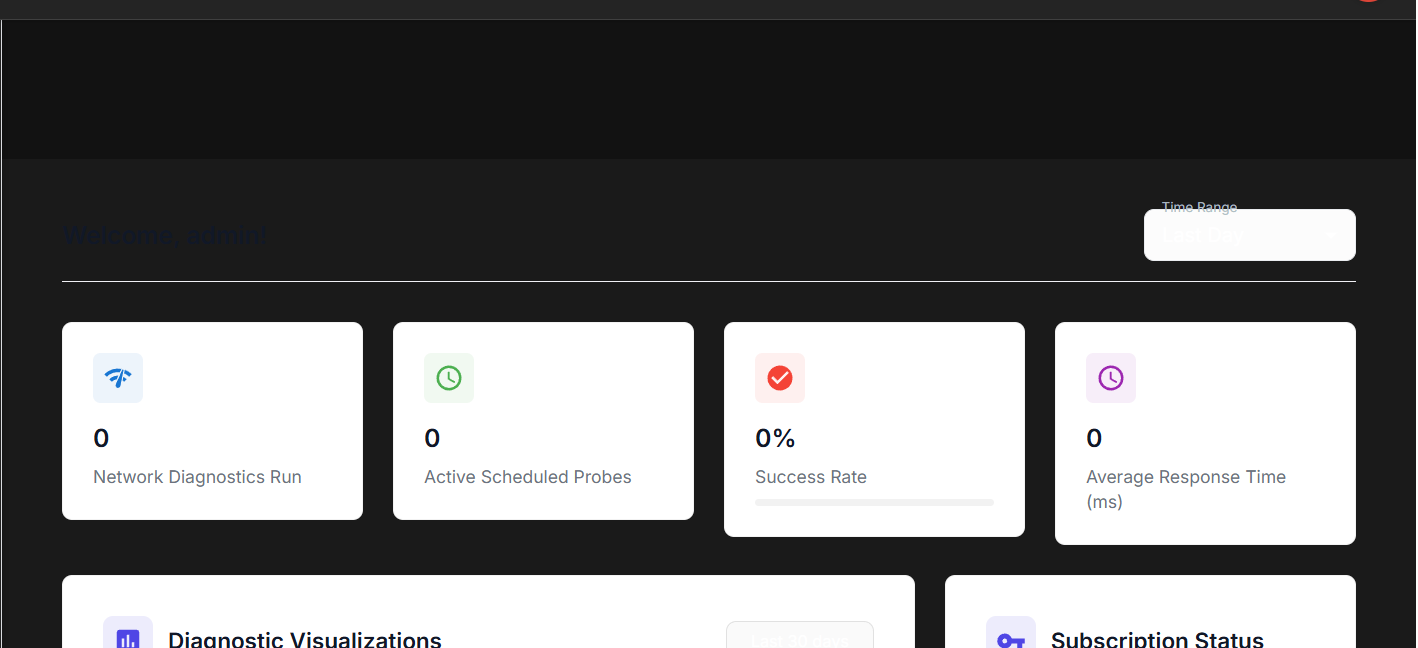 Time Range
Welcome, admin!
Last Day
0
Network Diagnostics Run
0
Active Scheduled Probes
0%
Success Rate
0
Average Response Time
(ms)
Diagnostic Visualizations
Last 30 days
Subscription Status